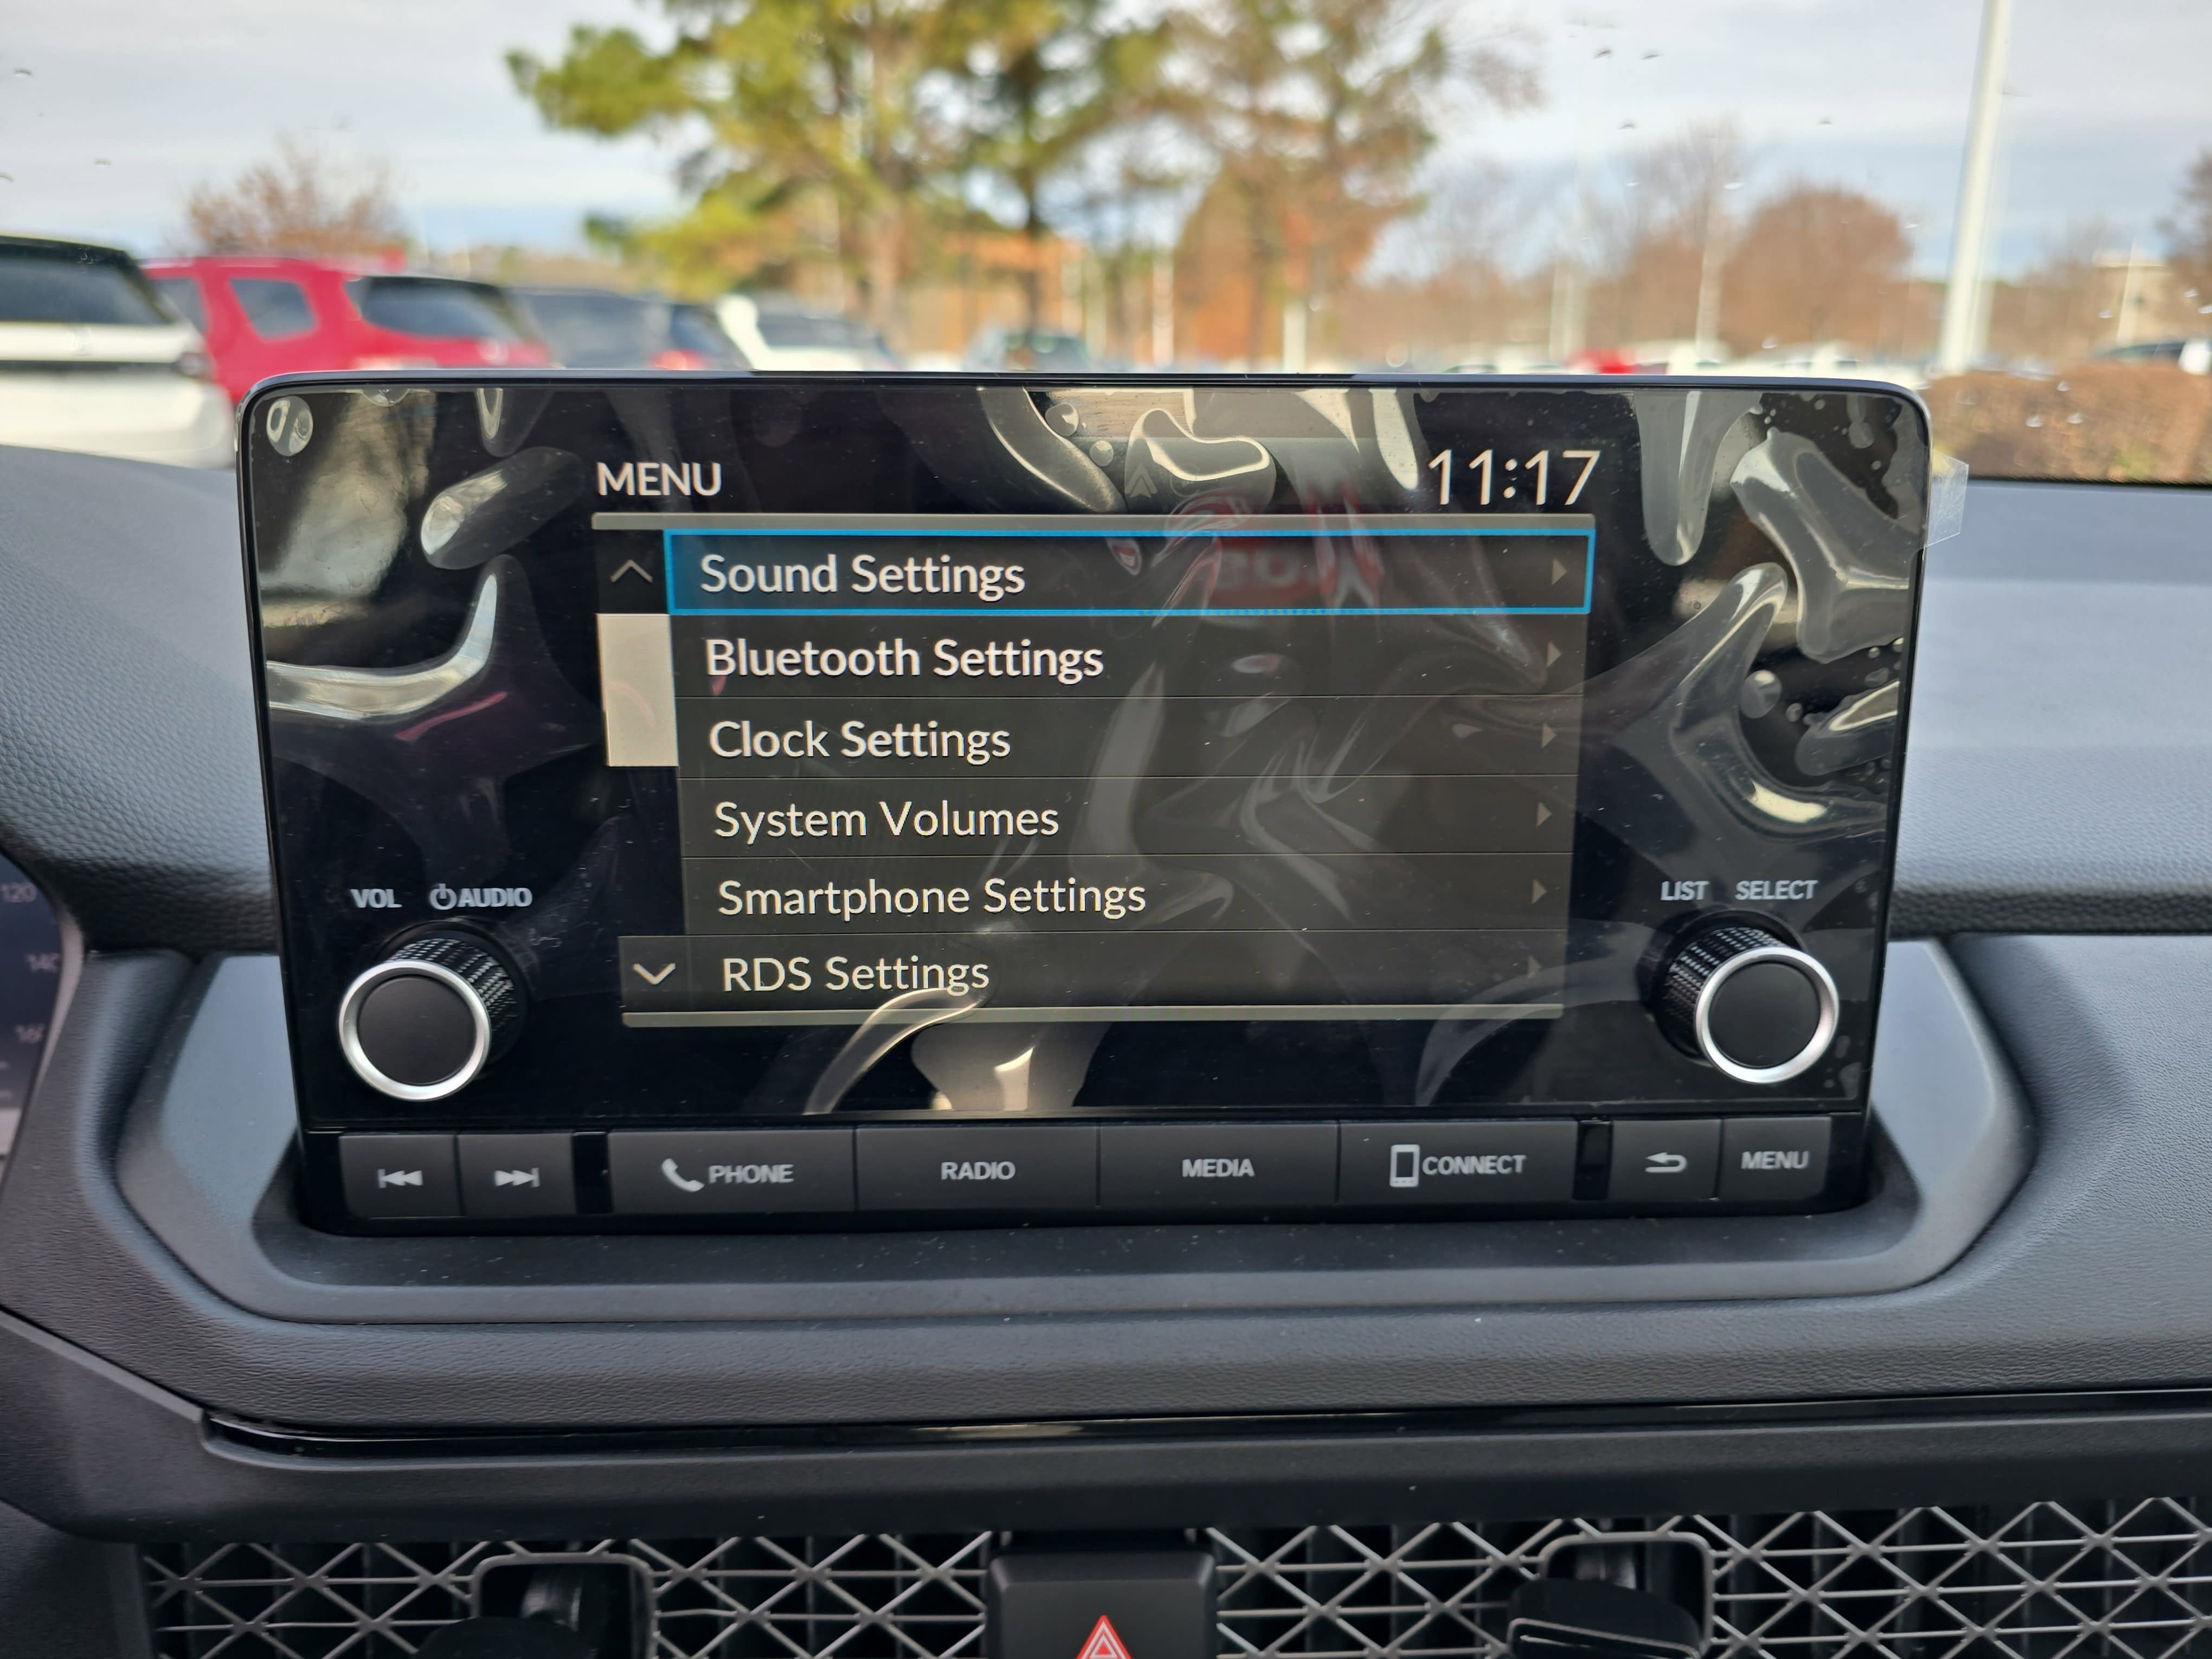 MENU
11:17
Sound Settings
Bluetooth Settings
Clock Settings
System Volumes
Smartphone Settings
RDS Settings
VOL AUDIO
LIST SELECT
PHONE
RADIO
MEDIA
CONNECT
MENU
120